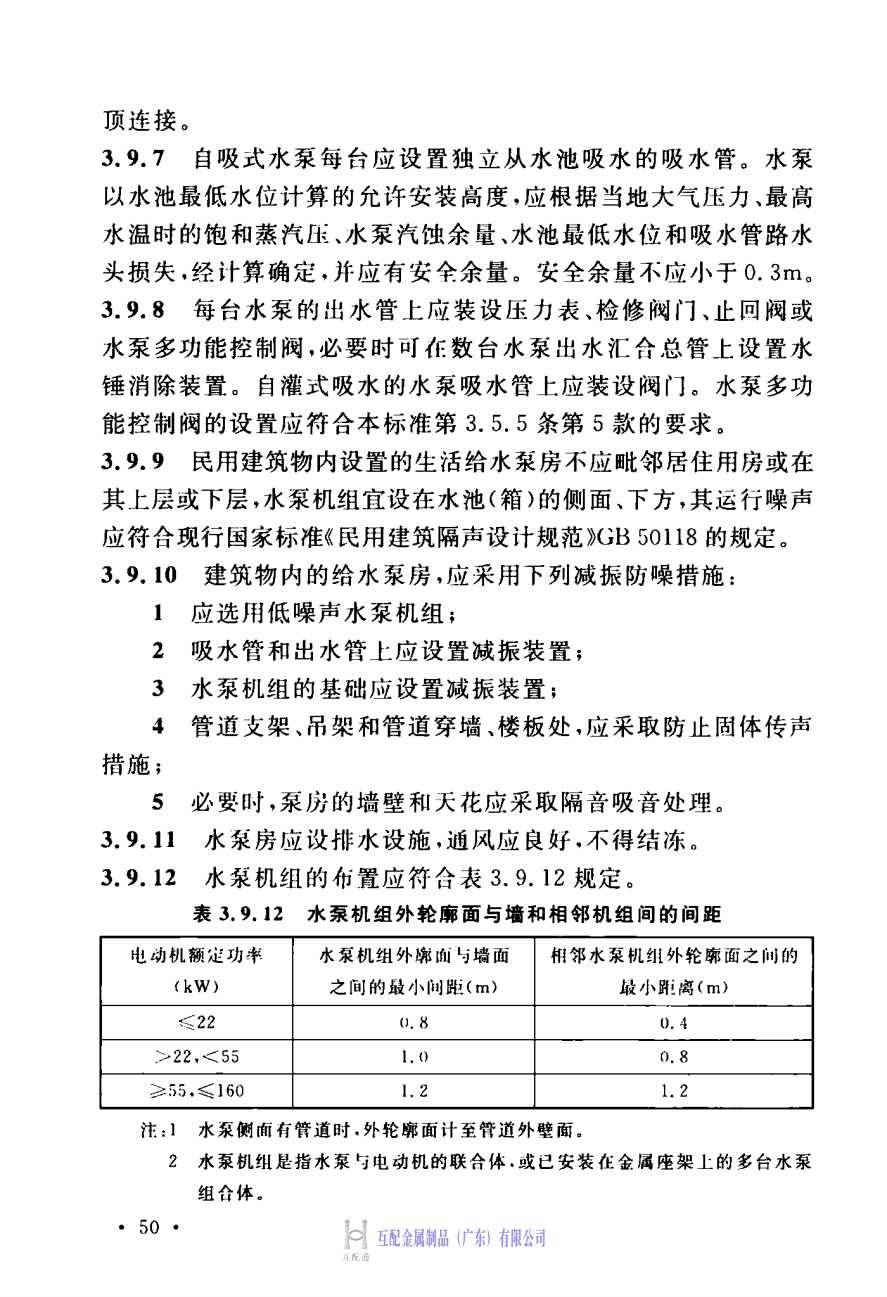 顶连接。
3.9.7 自吸式水泵每台应设置独立从水池吸水的吸水管。水泵
以水池最低水位计算的允许安装高度,应根据当地大气压力、最高
水温时的饱和蒸汽压、水泵汽蚀余量、水池最低水位和吸水管路水
头损失,经计算确定,并应有安全余量。安全余量不应小于0.3m。
3.9.8 每台水泵的出水管上应装设压力表、检修阀门、止回阀或
水泵多功能控制阀,必要时可在数台水泵出水汇合总管上设置水
锤消除装置。自灌式吸水的水泵吸水管上应装设阀门。水泵多功
能控制阀的设置应符合本标准第3.5.5条第5款的要求。
3.9.9 民用建筑物内设置的生活给水泵房不应毗邻居住用房或在
其上层或下层,水泵机组宜设在水池(箱)的侧面、下方,其运行噪声
应符合现行国家标准《民用建筑隔声设计规范》GB 50118的规定。
3.9.10 建筑物内的给水泵房,应采用下列减振防噪措施:
1 应选用低噪声水泵机组;
2 吸水管和出水管上应设置减振装置;
3 水泵机组的基础应设置减振装置;
4 管道支架、吊架和管道穿墙、楼板处,应采取防止固体传声
措施;
5 必要时,泵房的墙壁和天花应采取隔音吸音处理。
3.9.11 水泵房应设排水设施,通风应良好,不得结冻。
3.9.12 水泵机组的布置应符合表3.9.12规定。
表3.9.12 水泵机组外轮廓面与墙和相邻机组间的间距
电动机额定功率
(kW)
水泵机组外廓面与墙面
之间的最小间距(m)
相邻水泵机组外轮廓面之间的
最小距离(m)
≤22 0.8 0.4
>22,<55 1.0 0.8
≥55,≤160 1.2 1.2
注:1 水泵侧面有管道时,外轮廓面计至管道外壁面。
2 水泵机组是指水泵与电动机的联合体,或已安装在金属座架上的多台水泵
组合体。
• 50 •
互配通
互配金属制品(广东)有限公司